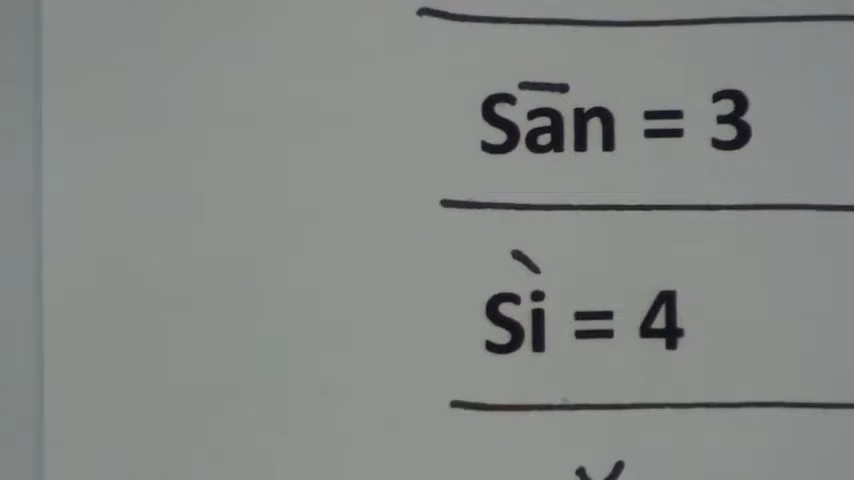 Sān = 3
Sì = 4